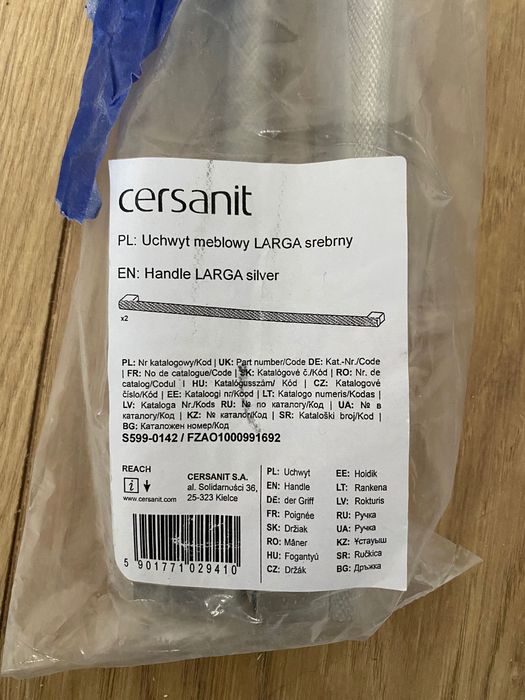 cersanit
PL: Uchwyt meblowy LARGA srebrny
EN: Handle LARGA silver
x2
PL: Nr katalogowy/Kod | UK: Part number/Code DE: Kat.-Nr./Code
| FR: No de catalogue/Code | SK: Katalógové č./Kód | RO: Nr. de
catalog/Codul | HU: Katalógusszám/ Kód | CZ: Katalogové
číslo/Kód | EE: Kataloogi nr/Kood | LT: Katalogo numeris/Kodas |
LV: Kataloga Nr./Kods RU: № по каталогу/Код | UA: № в
каталогу/Код | KZ: № каталог/Код | SR: Kataloški broj/Kod |
BG: Каталожен номер/Код
S599-0142 / FZAO1000991692
REACH
www.cersanit.com
CERSANIT S.A.
al. Solidarności 36,
25-323 Kielce
5 901771 029410
PL: Uchwyt
EN: Handle
DE: der Griff
FR: Poignée
SK: Držiak
RO: Mâner
HU: Fogantyú
CZ: Držák
EE: Hoidik
LT: Rankena
LV: Rokturis
RU: Ручка
UA: Ручка
KZ: Ұстауыш
SR: Ručkica
BG: Дръжка